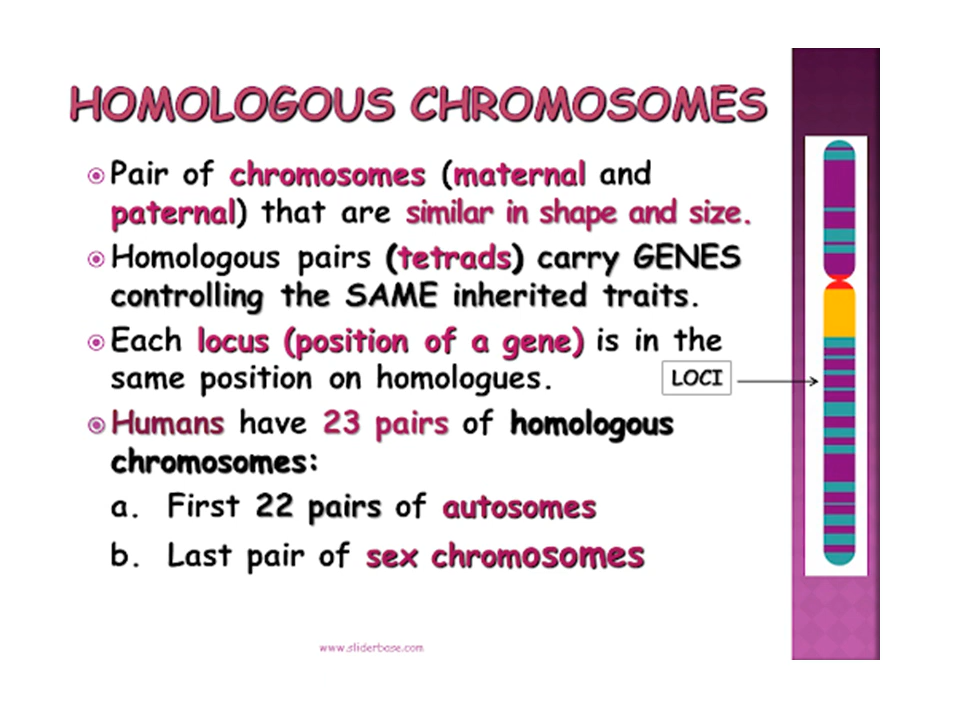 HOMOLOGOUS CHROMOSOMES
Pair of chromosomes (maternal and
paternal) that are similar in shape and size.
Homologous pairs (tetrads) carry GENES
controlling the SAME inherited traits.
Each locus (position of a gene) is in the
same position on homologues.
LOCI
Humans have 23 pairs of homologous
chromosomes:
a. First 22 pairs of autosomes
b. Last pair of sex chromosomes
www.sliderbase.com